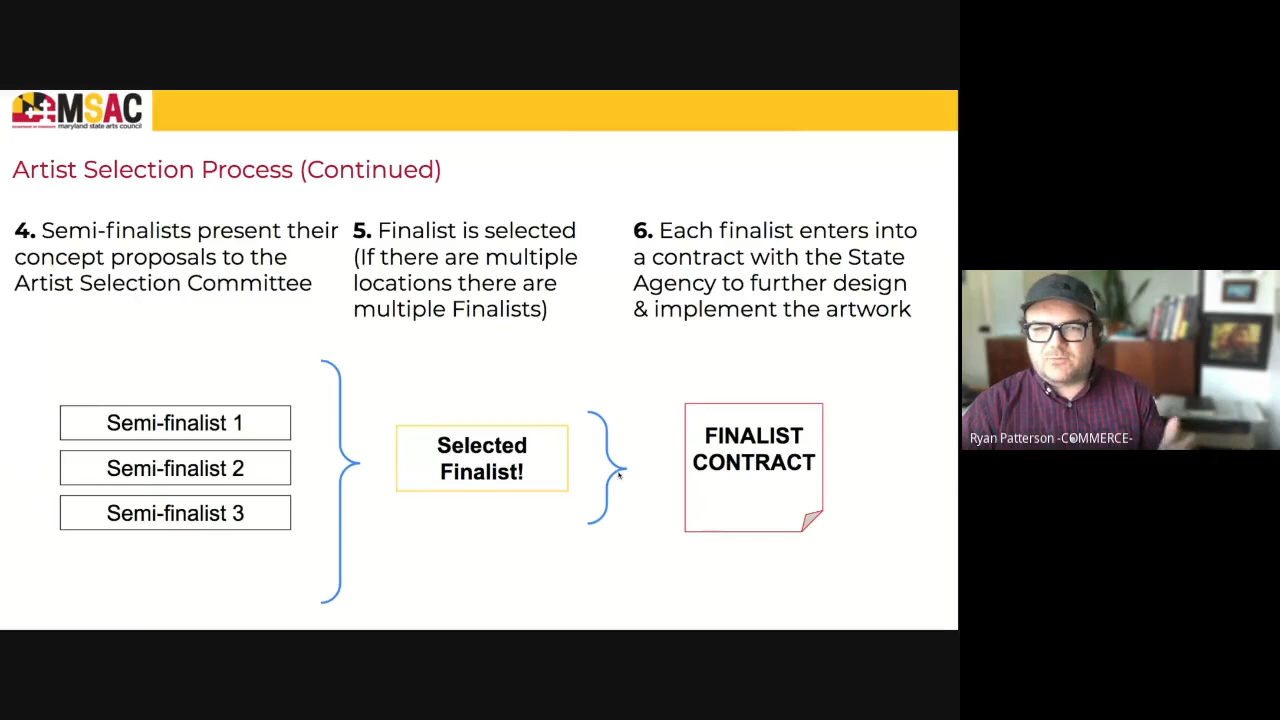 MSAC
maryland state arts council
Artist Selection Process (Continued)
4. Semi-finalists present their
concept proposals to the
Artist Selection Committee
5. Finalist is selected
(If there are multiple
locations there are
multiple Finalists)
6. Each finalist enters into
a contract with the State
Agency to further design
& implement the artwork
Semi-finalist 1
Semi-finalist 2
Semi-finalist 3
Selected
Finalist!
FINALIST
CONTRACT
Ryan Patterson -COMMERCE-